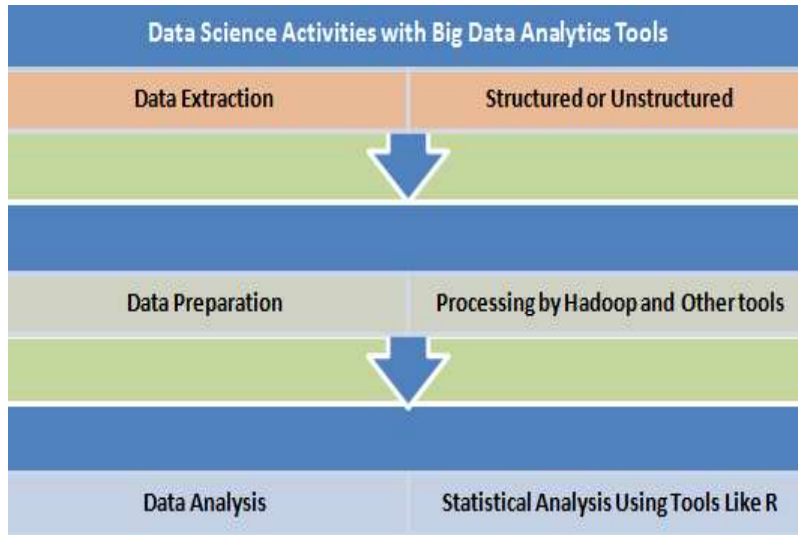 Data Science Activities with Big Data Analytics Tools
Data Extraction
Structured or Unstructured
Data Preparation
Processing by Hadoop and Other tools
Data Analysis
Statistical Analysis Using Tools Like R